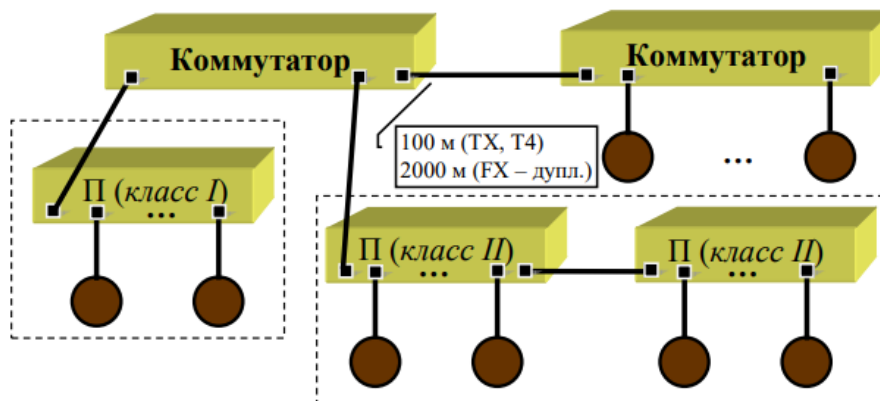 Коммутатор
Коммутатор
100 м (TX, T4)
2000 м (FX – дупл.)
...
П (класс I)
...
П (класс II)
...
П (класс II)
...